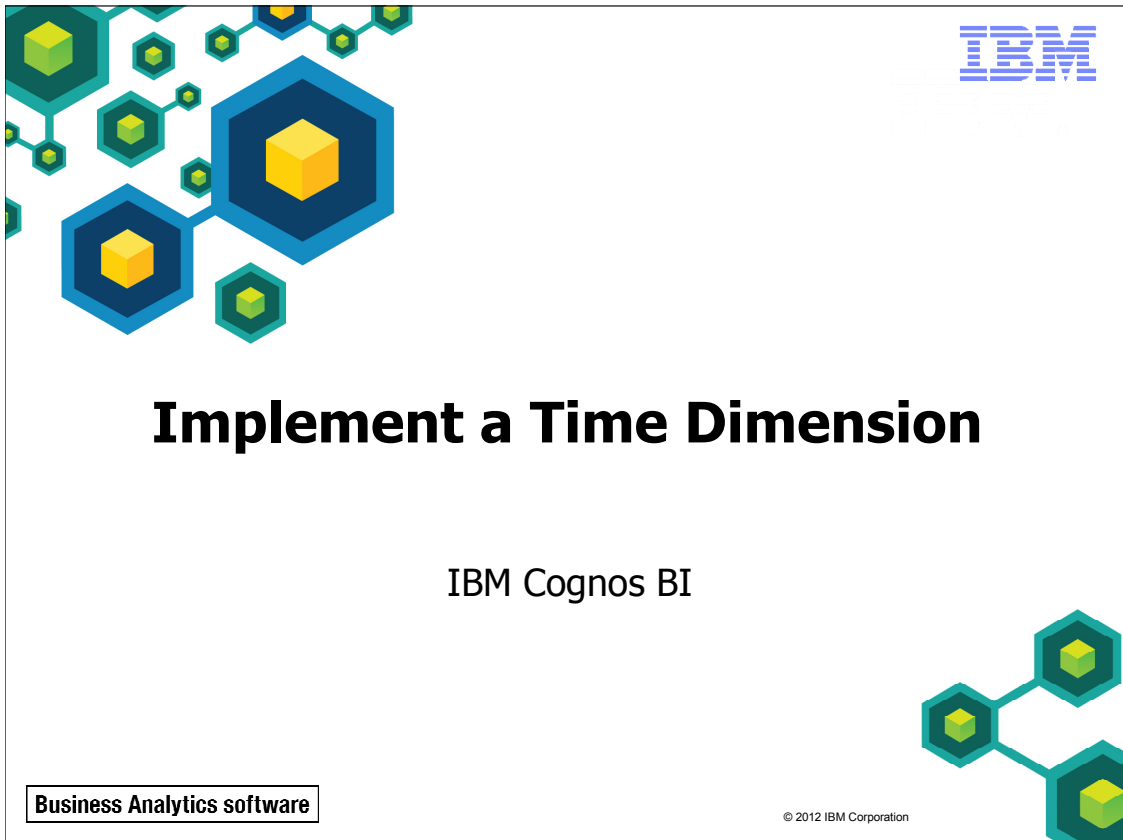 IBM
Implement a Time Dimension
IBM Cognos BI
Business Analytics software
© 2012 IBM Corporation